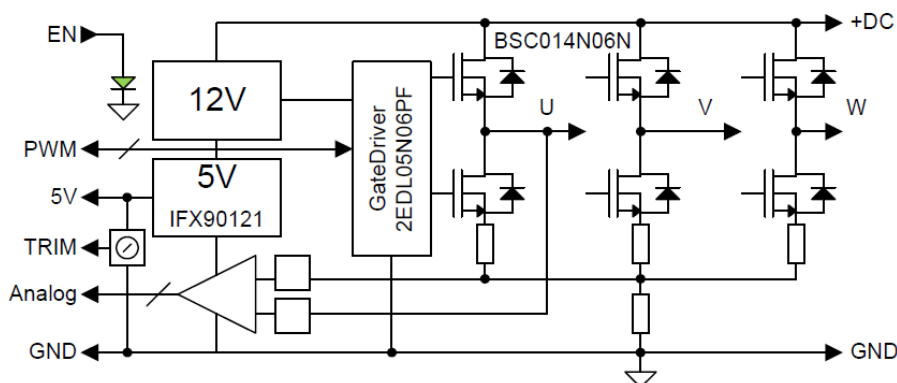 EN
+DC
BSC014N06N
12V
GateDriver
2EDL05N06PF
U
V
W
PWM
5V
5V
IFX90121
TRIM
Analog
GND
GND